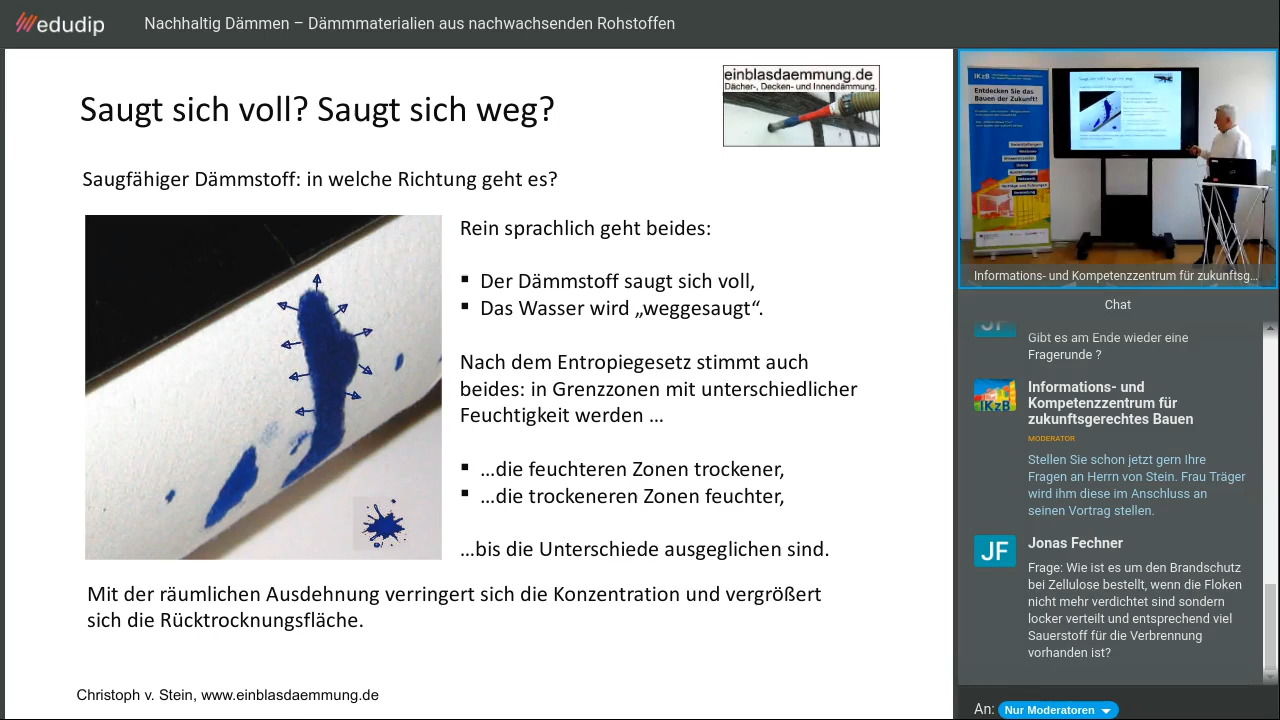 edudip
Nachhaltig Dämmen – Dämmmaterialien aus nachwachsenden Rohstoffen
einblasdaemmung.de
Dächer-, Decken- und Innendämmung.
Saugt sich voll? Saugt sich weg?
Saugfähiger Dämmstoff: In welche Richtung geht es?
Rein sprachlich geht beides:
▪ Der Dämmstoff saugt sich voll,
▪ Das Wasser wird „weggesaugt“.
Nach dem Entropiegesetz stimmt auch
beides: in Grenzzonen mit unterschiedlicher
Feuchtigkeit werden …
▪ …die feuchteren Zonen trockener,
▪ …die trockeneren Zonen feuchter,
…bis die Unterschiede ausgeglichen sind.
Mit der räumlichen Ausdehnung verringert sich die Konzentration und vergrößert
sich die Rücktrocknungsfläche.
Christoph v. Stein, www.einblasdaemmung.de
IKzB
Entdecken Sie das
Bauen der Zukunft!
Informations- und Kompetenzzentrum für zukunftsg...
Chat
JF
Gibt es am Ende wieder eine
Fragerunde ?
IKzB
Informations- und
Kompetenzzentrum für
zukunftsgerechtes Bauen
MODERATOR
Stellen Sie schon jetzt gern Ihre
Fragen an Herrn von Stein. Frau Träger
wird ihm diese im Anschluss an
seinen Vortrag stellen.
JF
Jonas Fechner
Frage: Wie ist es um den Brandschutz
bei Zellulose bestellt, wenn die Floken
nicht mehr verdichtet sind sondern
locker verteilt und entsprechend viel
Sauerstoff für die Verbrennung
vorhanden ist?
An: Nur Moderatoren